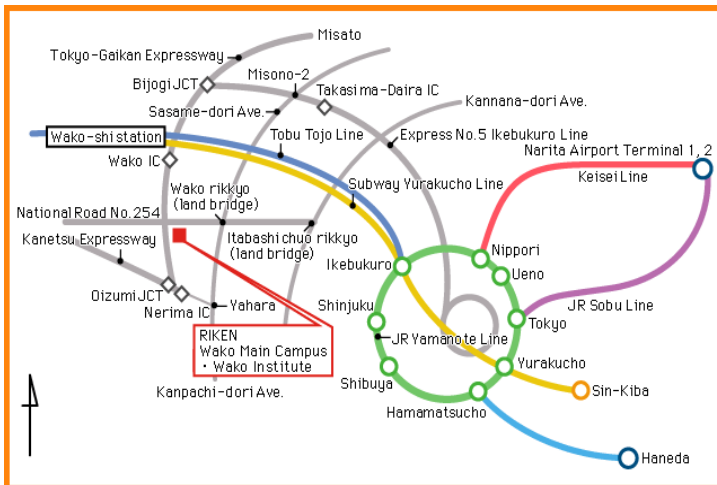 Misato
Tokyo-Gaikan Expressway
Misono-2
Bijogi JCT
Takasima-Daira IC
Sasame-dori Ave.
Kannana-dori Ave.
Wako-shi station
Tobu Tojo Line
Express No.5 Ikebukuro Line
Narita Airport Terminal 1, 2
Wako IC
Keisei Line
Subway Yurakucho Line
Wako rikkyo
(land bridge)
National Road No.254
Kanetsu Expressway
Itabashichuo rikkyo
(land bridge)
Nippori
Ikebukuro
Ueno
Oizumi JCT
Nerima IC
Yahara
Shinjuku
JR Sobu Line
Tokyo
RIKEN
Wako Main Campus
・Wako Institute
JR Yamanote Line
Yurakucho
Shibuya
Kanpachi-dori Ave.
Sin-Kiba
Hamamatsucho
Haneda